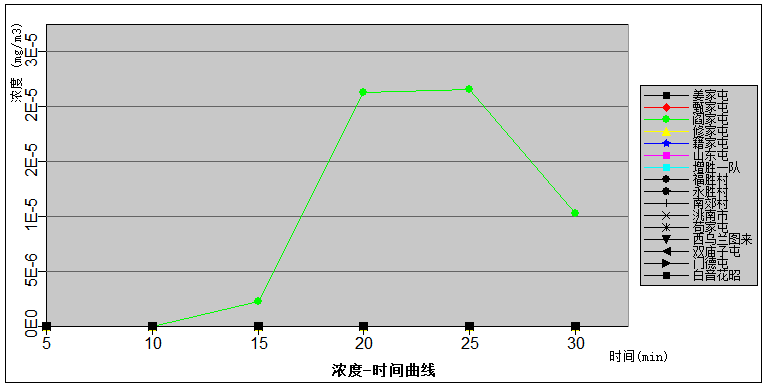 浓度 (mg/m3)
3E-5
2E-5
2E-5
1E-5
5E-6
0E0
5 10 15 20 25 30
时间(min)
浓度-时间曲线
姜家屯
甄家屯
阎家屯
修家屯
籍家屯
山东屯
增胜一队
福胜村
永胜村
南郊村
洮南市
苟家屯
西乌兰图来
双庙子屯
门德屯
白音花昭